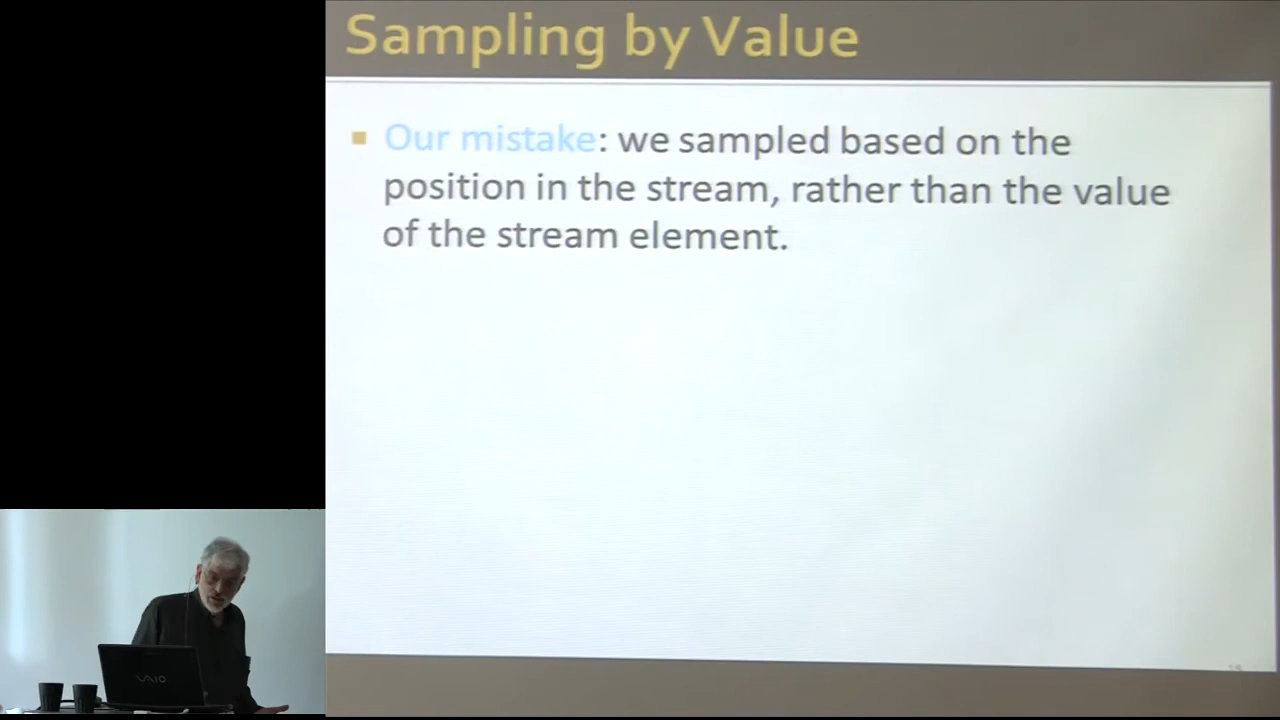 Sampling by Value
Our mistake: we sampled based on the
position in the stream, rather than the value
of the stream element.
VAIO